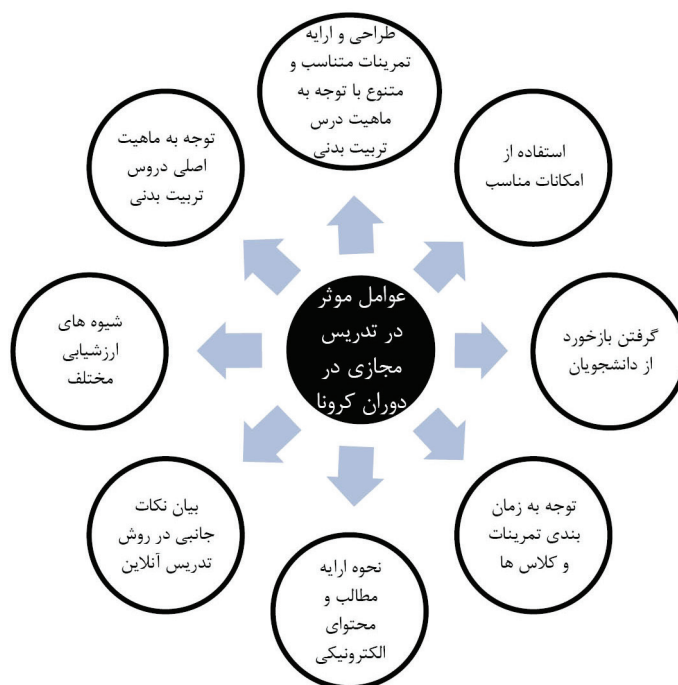 طراحی و ارایه
تمرینات متناسب و
متنوع با توجه به
ماهیت درس
تربیت بدنی
استفاده از
امکانات مناسب
گرفتن بازخورد
از دانشجویان
توجه به زمان
بندی تمرینات
و کلاس ها
نحوه ارایه
مطالب و
محتوای
الکترونیکی
بیان نکات
جانبی در روش
تدریس آنلاین
شیوه های
ارزشیابی
مختلف
توجه به ماهیت
اصلی دروس
تربیت بدنی
عوامل موثر
در تدریس
مجازی در
دوران کرونا